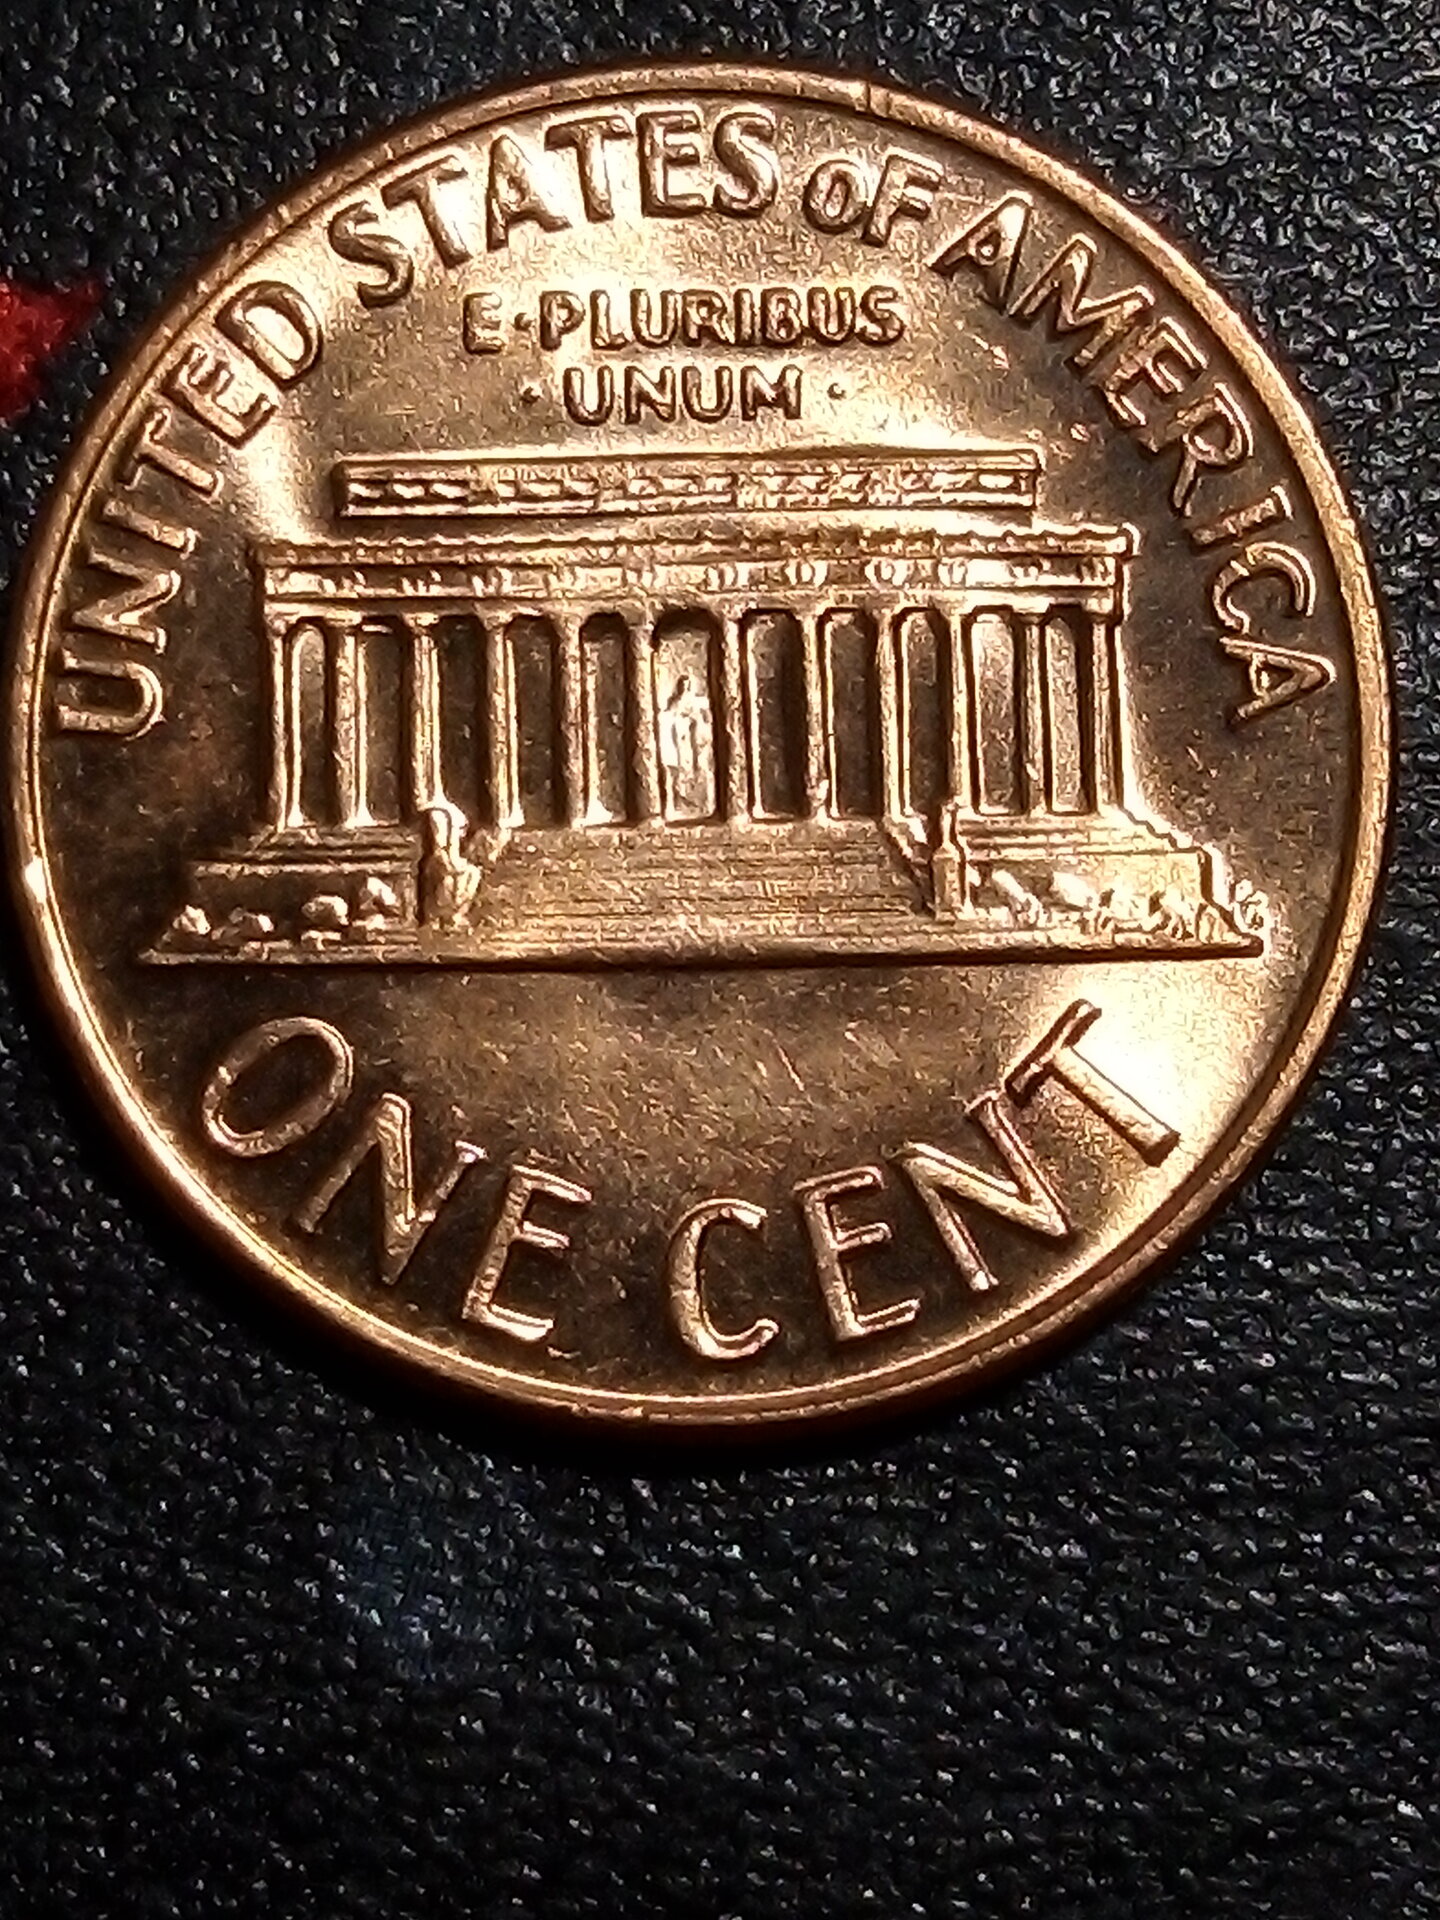 UNITED STATES OF AMERICA
E·PLURIBUS
·UNUM·
ONE CENT